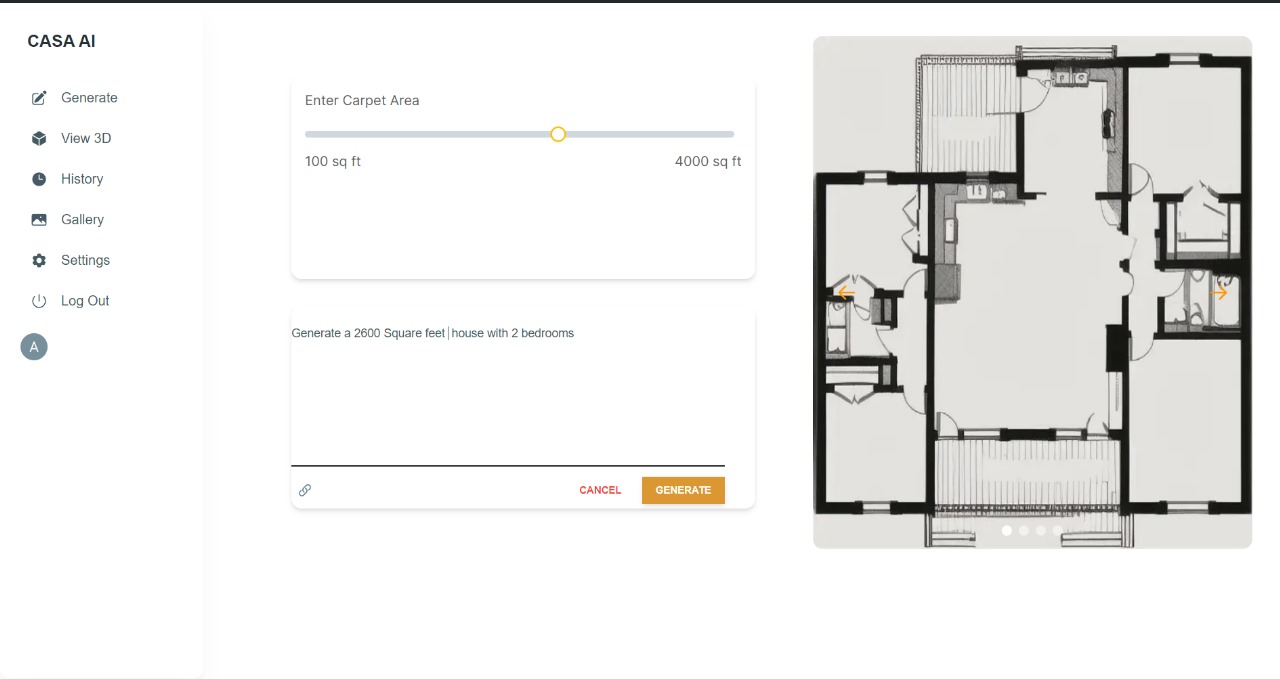 CASA AI
Generate
View 3D
History
Gallery
Settings
Log Out
A
Enter Carpet Area
100 sq ft
4000 sq ft
Generate a 2600 Square feet house with 2 bedrooms
CANCEL
GENERATE